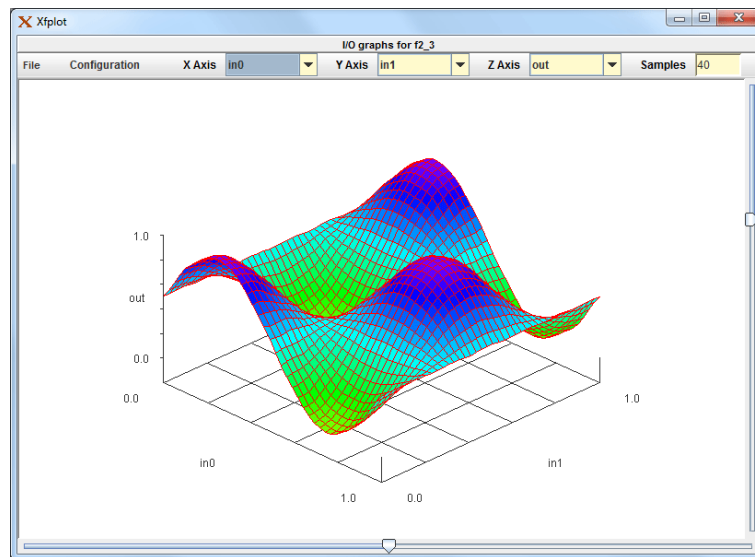 Xfplot
I/O graphs for f2_3
File Configuration X Axis in0 Y Axis in1 Z Axis out Samples 40
1.0
out
0.0
0.0
1.0
in0
in1
1.0
0.0